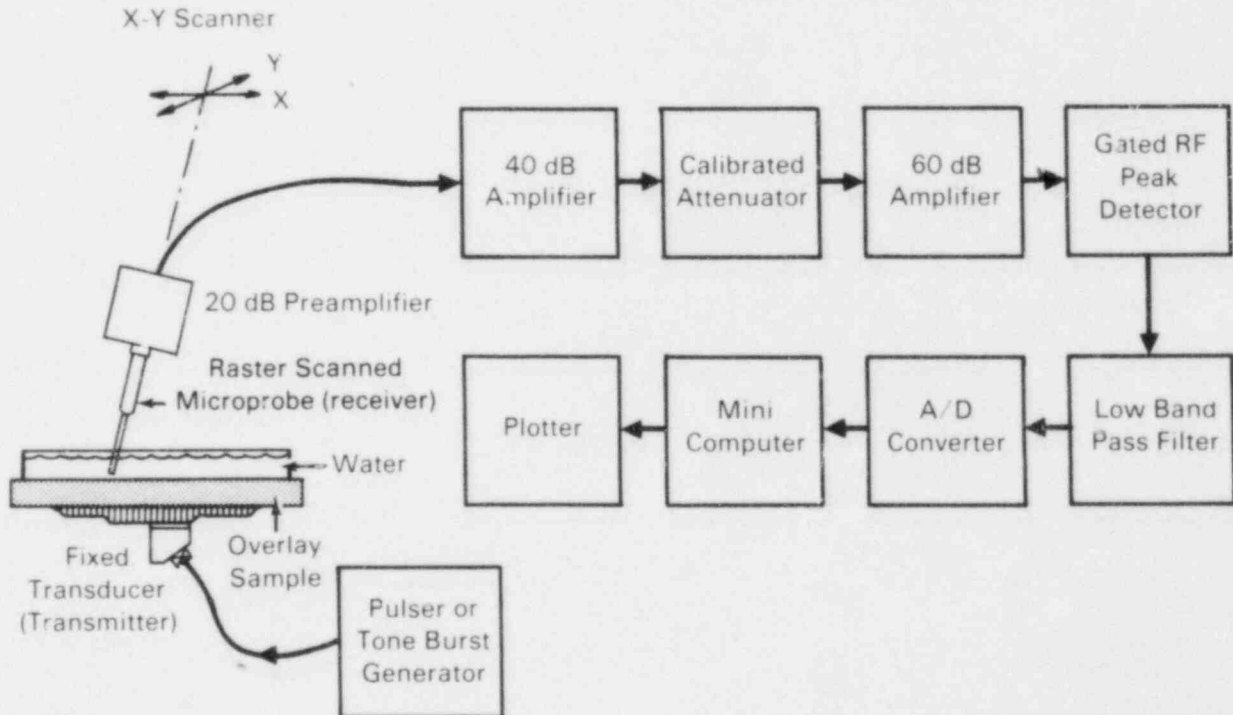 X-Y Scanner
Y
X
40 dB
Amplifier
Calibrated
Attenuator
60 dB
Amplifier
Gated RF
Peak
Detector
20 dB Preamplifier
Raster Scanned
Microprobe (receiver)
Plotter
Mini
Computer
A/D
Converter
Low Band
Pass Filter
Water
Fixed
Transducer
(Transmitter)
Overlay
Sample
Pulser or
Tone Burst
Generator